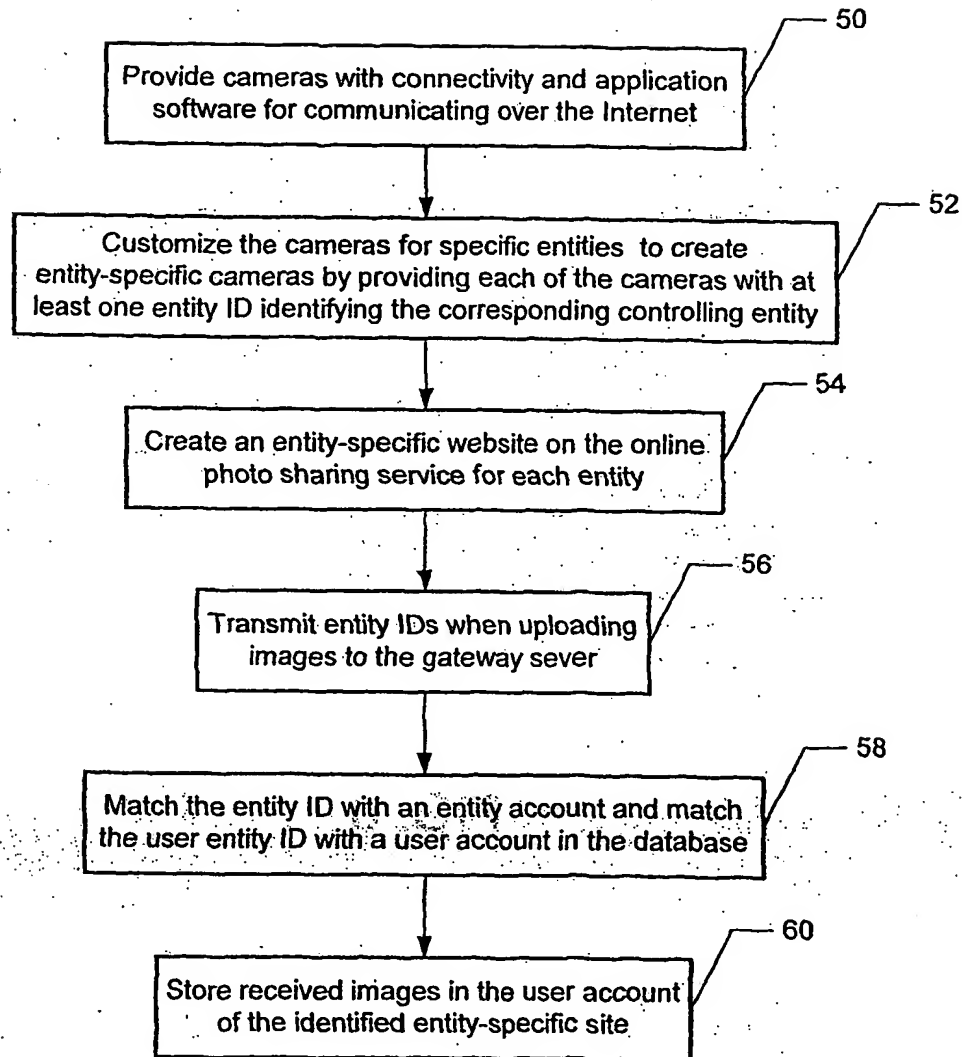 50
Provide cameras with connectivity and application
software for communicating over the Internet
52
Customize the cameras for specific entities to create
entity-specific cameras by providing each of the cameras with at
least one entity ID identifying the corresponding controlling entity
54
Create an entity-specific website on the online
photo sharing service for each entity
56
Transmit entity IDs when uploading
images to the gateway sever
58
Match the entity ID with an entity account and match
the user entity ID with a user account in the database
60
Store received images in the user account
of the identified entity-specific site